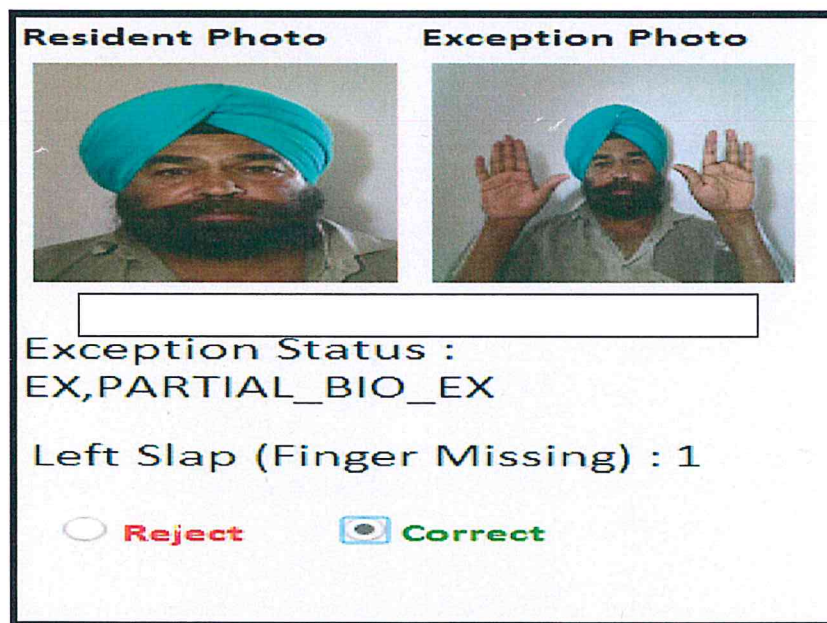 Resident Photo Exception Photo
Exception Status :
EX,PARTIAL_BIO_EX
Left Slap (Finger Missing) : 1
Reject Correct